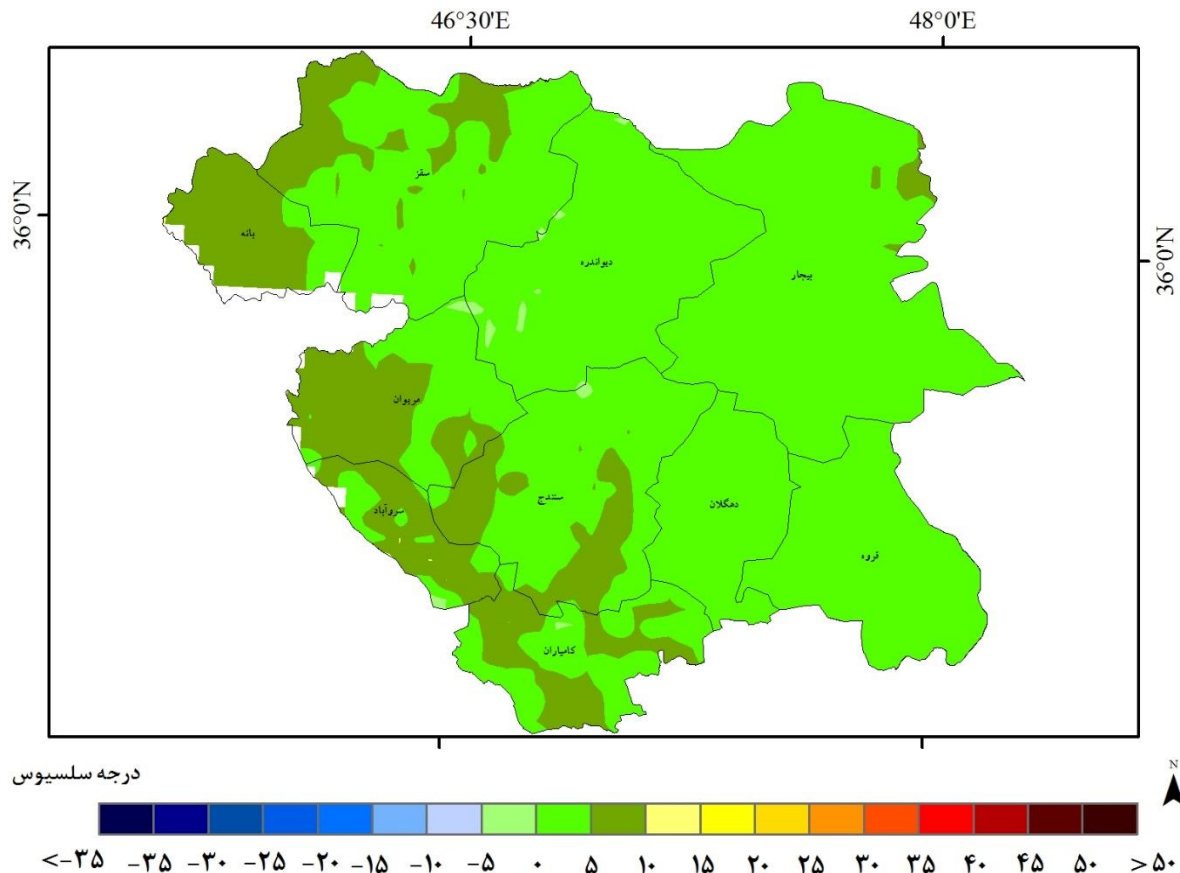 46°30'E
48°0'E
36°0'N
36°0'N
سقز
بانه
دیواندره
بیجار
مریوان
سنندج
دهگلان
سروآباد
قروه
کامیاران
درجه سلسیوس
N
<-۳۵ -۳۵ -۳۰ -۲۵ -۲۰ -۱۵ -۱۰ -۵ ۰ ۵ ۱۰ ۱۵ ۲۰ ۲۵ ۳۰ ۳۵ ۴۰ ۴۵ ۵۰ >۵۰